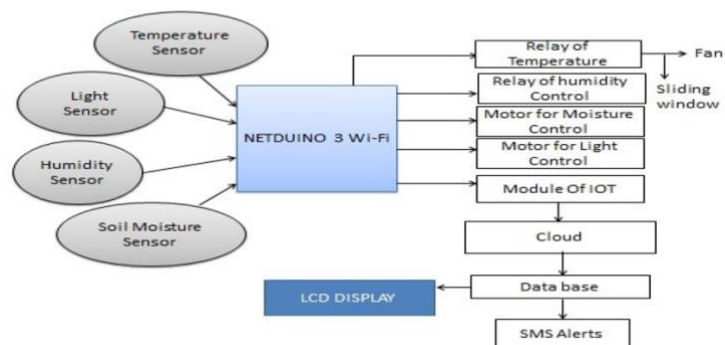 Temperature
Sensor
Light
Sensor
Humidity
Sensor
Soil Moisture
Sensor
NETDUINO 3 Wi-Fi
Relay of
Temperature
Fan
Sliding
window
Relay of humidity
Control
Motor for Moisture
Control
Motor for Light
Control
Module Of IOT
Cloud
Data base
LCD DISPLAY
SMS Alerts